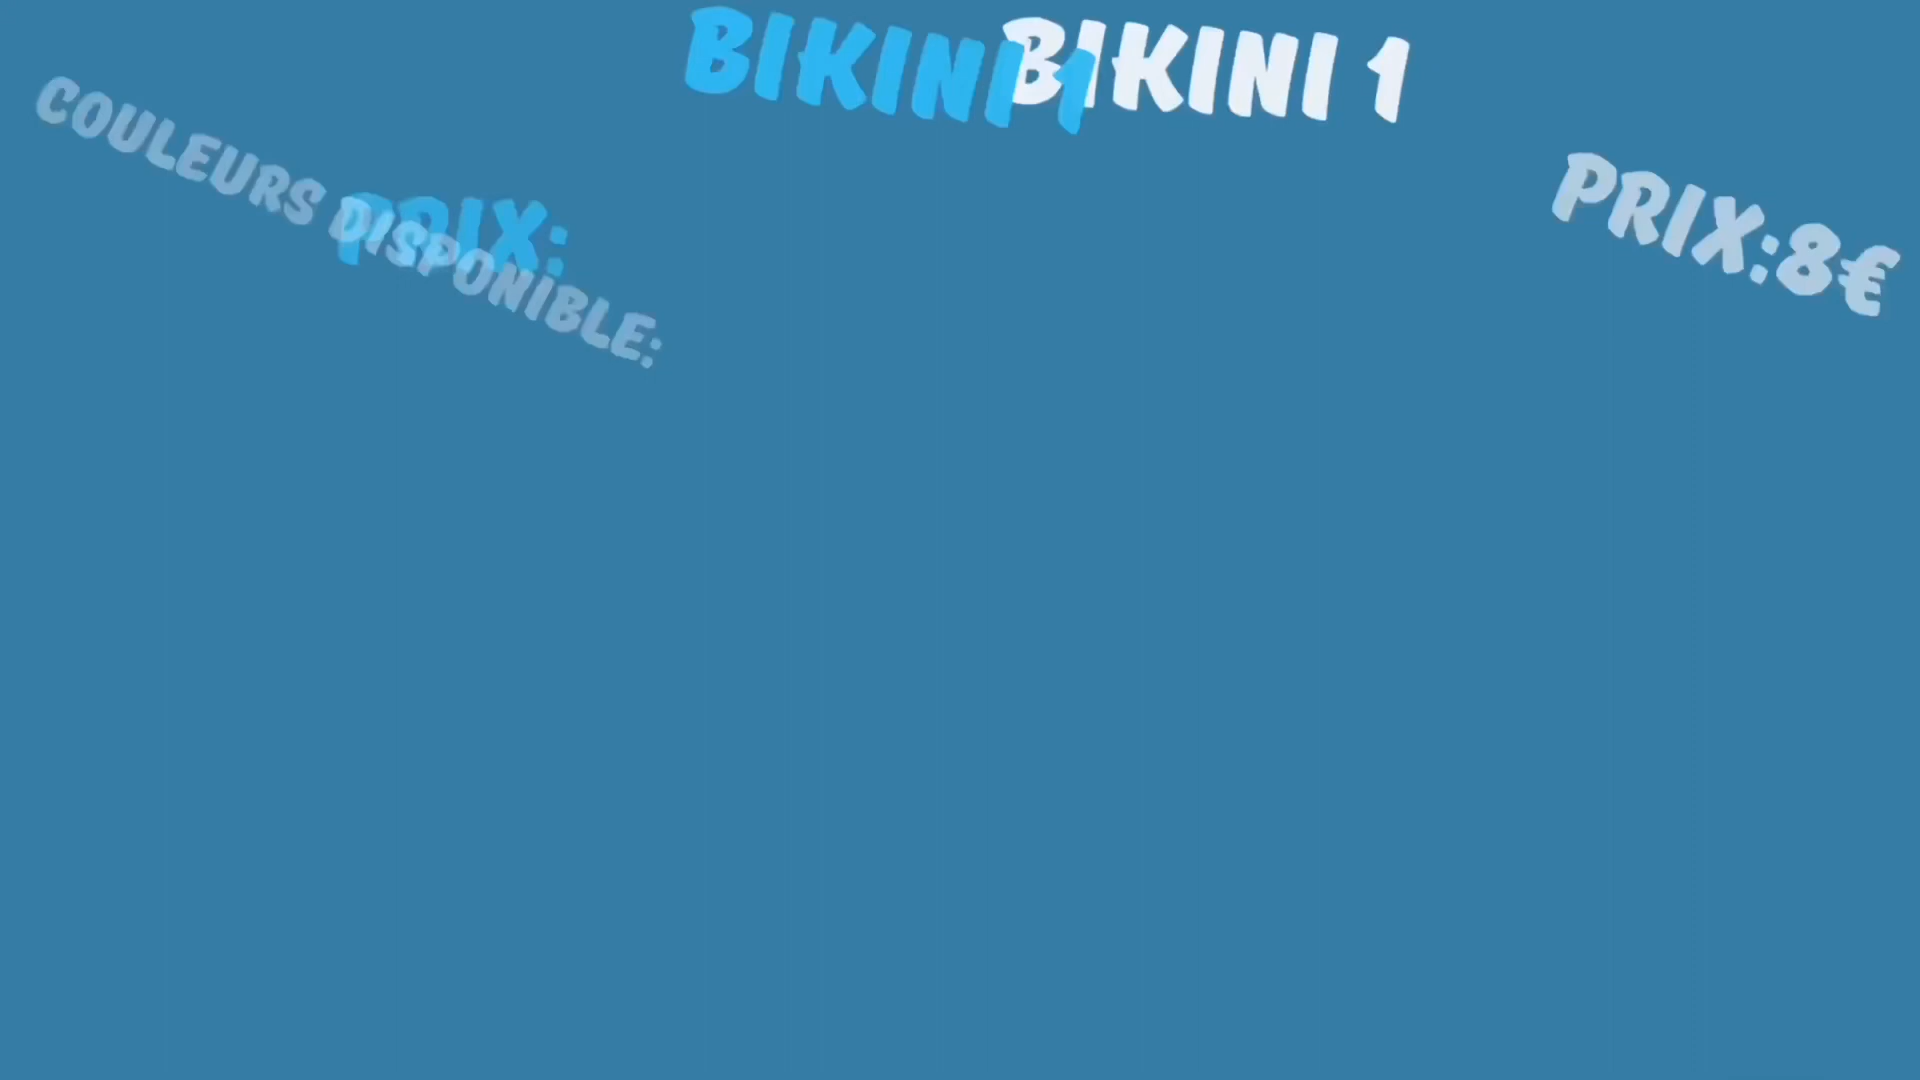 BIKINI 1
BIKINI 1
COULEURS DISPONIBLE:
PRIX:
PRIX:8€